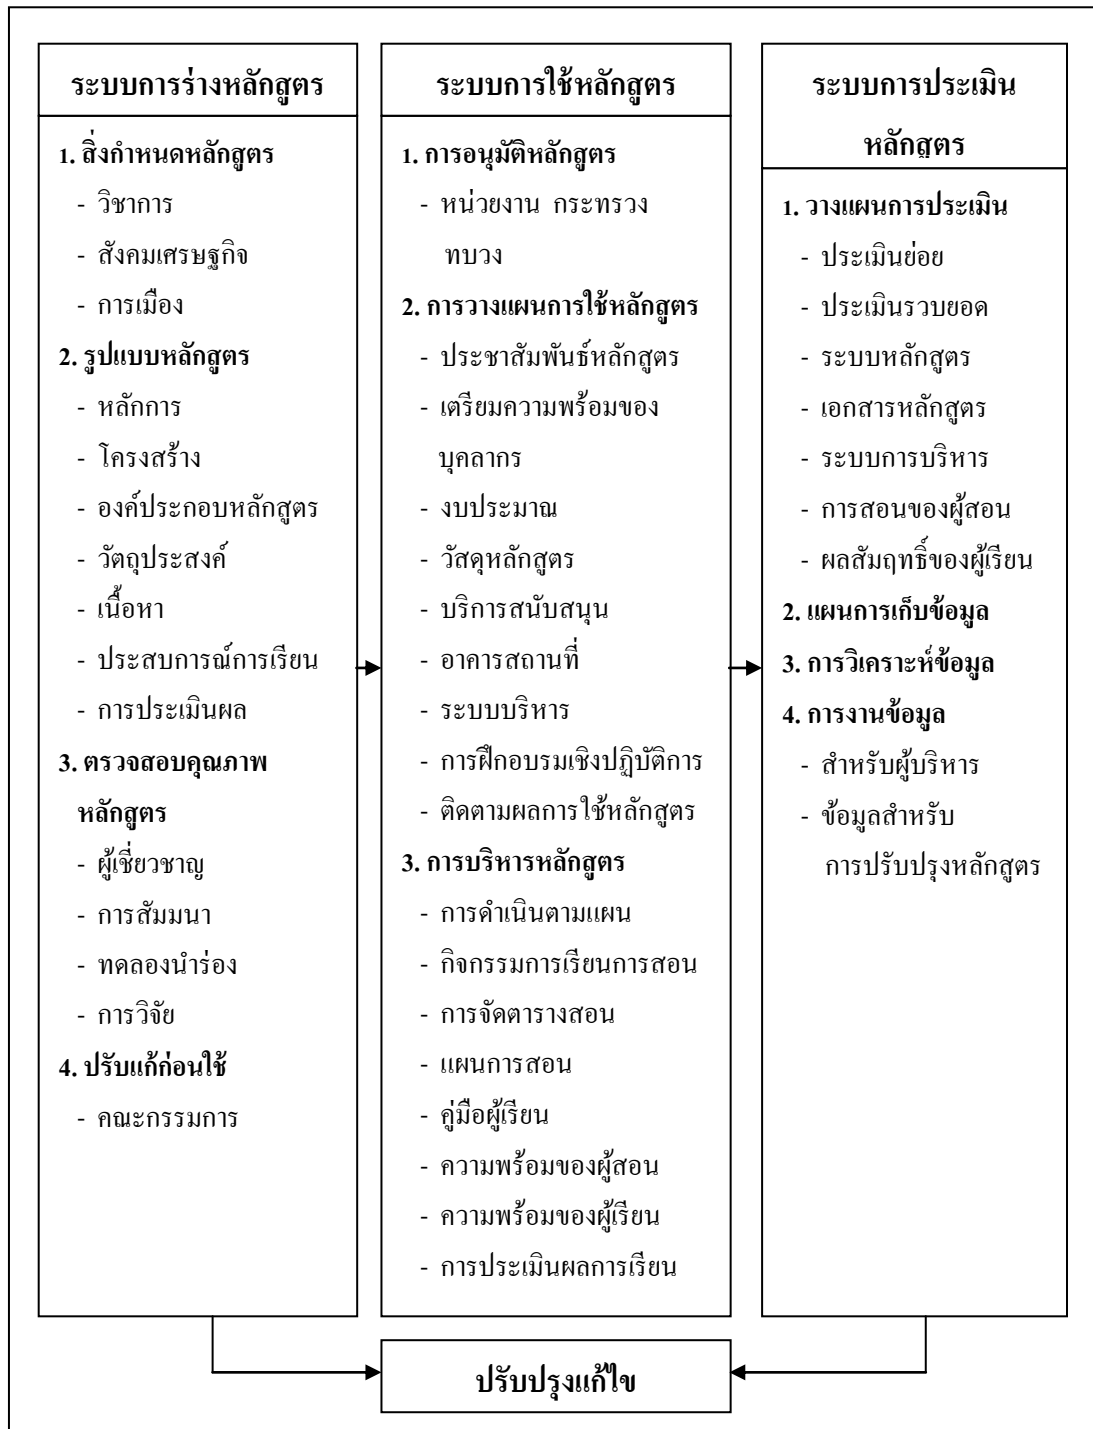 ระบบการร่างหลักสูตร
1. สิ่งกำหนดหลักสูตร
- วิชาการ
- สังคมเศรษฐกิจ
- การเมือง
2. รูปแบบหลักสูตร
- หลักการ
- โครงสร้าง
- องค์ประกอบหลักสูตร
- วัตถุประสงค์
- เนื้อหา
- ประสบการณ์การเรียน
- การประเมินผล
3. ตรวจสอบคุณภาพ
หลักสูตร
- ผู้เชี่ยวชาญ
- การสัมมนา
- ทดลองนำร่อง
- การวิจัย
4. ปรับแก้ก่อนใช้
- คณะกรรมการ
ระบบการใช้หลักสูตร
1. การอนุมัติหลักสูตร
- หน่วยงาน กระทรวง
ทบวง
2. การวางแผนการใช้หลักสูตร
- ประชาสัมพันธ์หลักสูตร
- เตรียมความพร้อมของ
บุคลากร
- งบประมาณ
- วัสดุหลักสูตร
- บริการสนับสนุน
- อาคารสถานที่
- ระบบบริหาร
- การฝึกอบรมเชิงปฏิบัติการ
- ติดตามผลการใช้หลักสูตร
3. การบริหารหลักสูตร
- การดำเนินตามแผน
- กิจกรรมการเรียนการสอน
- การจัดตารางสอน
- แผนการสอน
- คู่มือผู้เรียน
- ความพร้อมของผู้สอน
- ความพร้อมของผู้เรียน
- การประเมินผลการเรียน
ระบบการประเมิน
หลักสูตร
1. วางแผนการประเมิน
- ประเมินย่อย
- ประเมินรวบยอด
- ระบบหลักสูตร
- เอกสารหลักสูตร
- ระบบการบริหาร
- การสอนของผู้สอน
- ผลสัมฤทธิ์ของผู้เรียน
2. แผนการเก็บข้อมูล
3. การวิเคราะห์ข้อมูล
4. การงานข้อมูล
- สำหรับผู้บริหาร
- ข้อมูลสำหรับ
การปรับปรุงหลักสูตร
ปรับปรุงแก้ไข